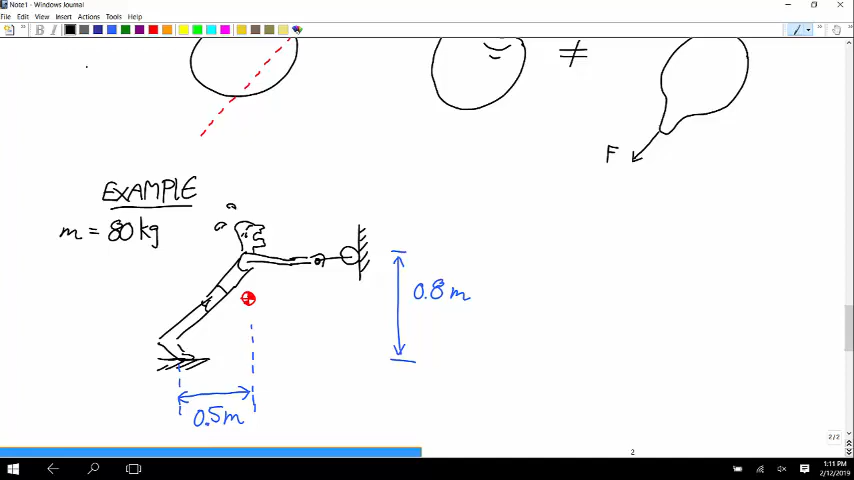 Note1 - Windows Journal
File Edit View Insert Actions Tools Help
B I
≠
F
EXAMPLE
m = 80 kg
0.8 m
0.5 m
2/2
2
1:11 PM
2/12/2019